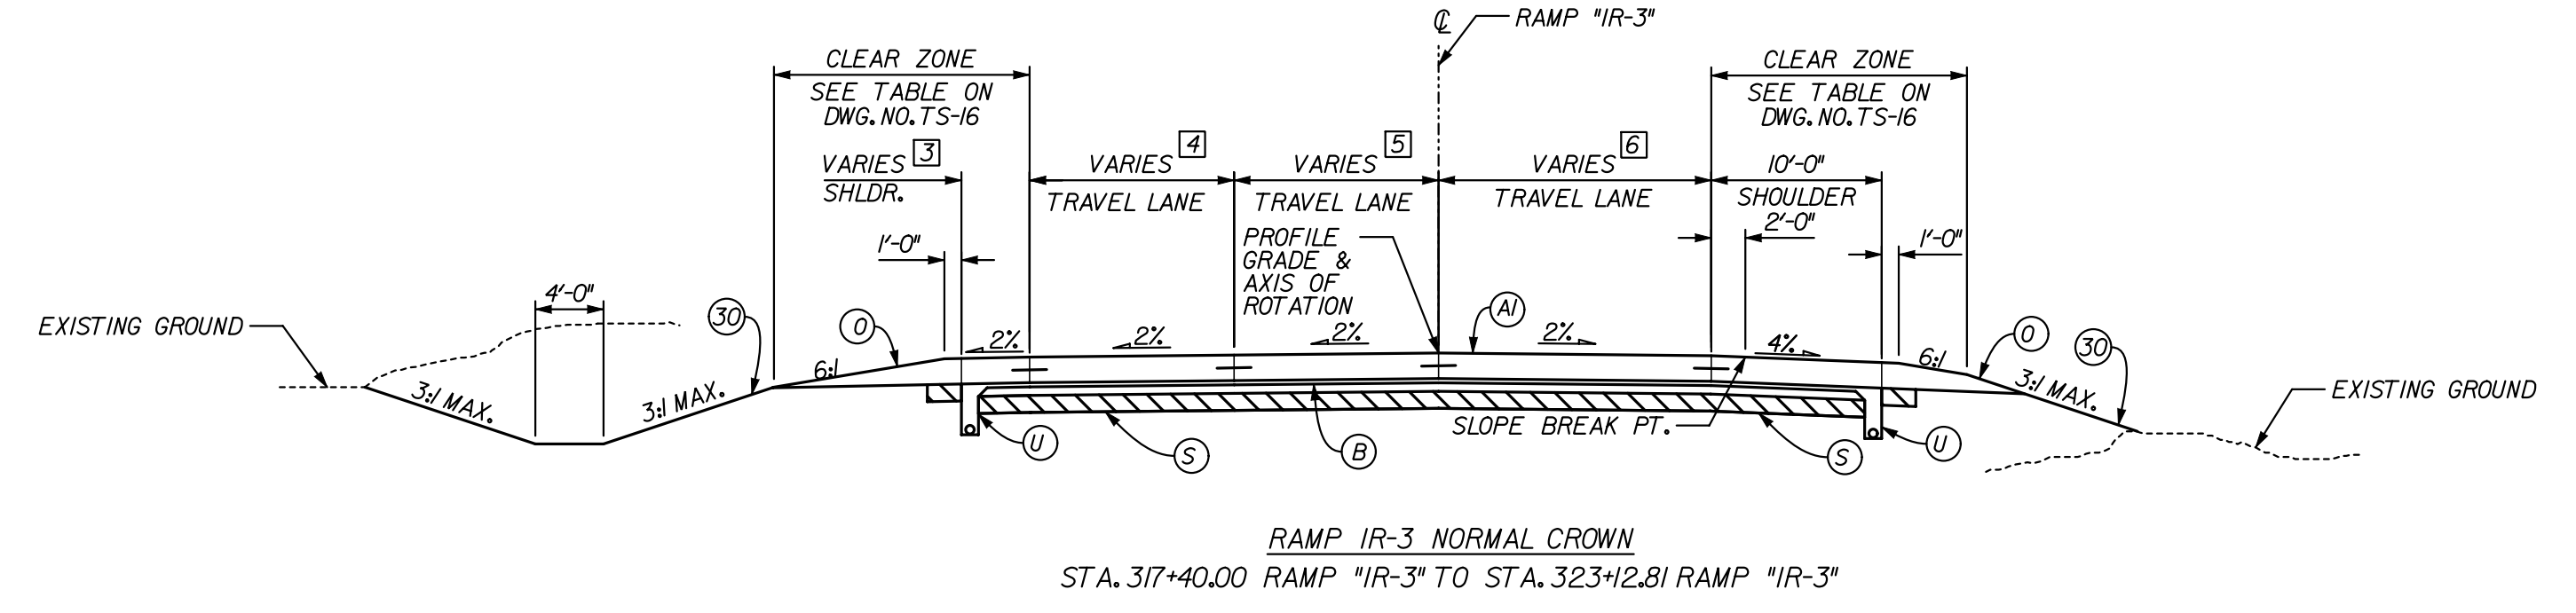 ℄ RAMP "IR-3"
CLEAR ZONE
SEE TABLE ON
DWG. NO. TS-16
CLEAR ZONE
SEE TABLE ON
DWG. NO. TS-16
VARIES 3
SHLDR.
VARIES 4
TRAVEL LANE
VARIES 5
TRAVEL LANE
VARIES 6
TRAVEL LANE
10'-0"
SHOULDER
2'-0"
1'-0"
1'-0"
PROFILE
GRADE &
AXIS OF
ROTATION
4'-0"
EXISTING GROUND
30
O
A1
O
30
2%
2%
2%
2%
4%
6:1
6:1
3:1 MAX.
3:1 MAX.
3:1 MAX.
EXISTING GROUND
SLOPE BREAK PT.
U
S
B
S
U
RAMP IR-3 NORMAL CROWN
STA. 317+40.00 RAMP "IR-3" TO STA. 323+12.81 RAMP "IR-3"